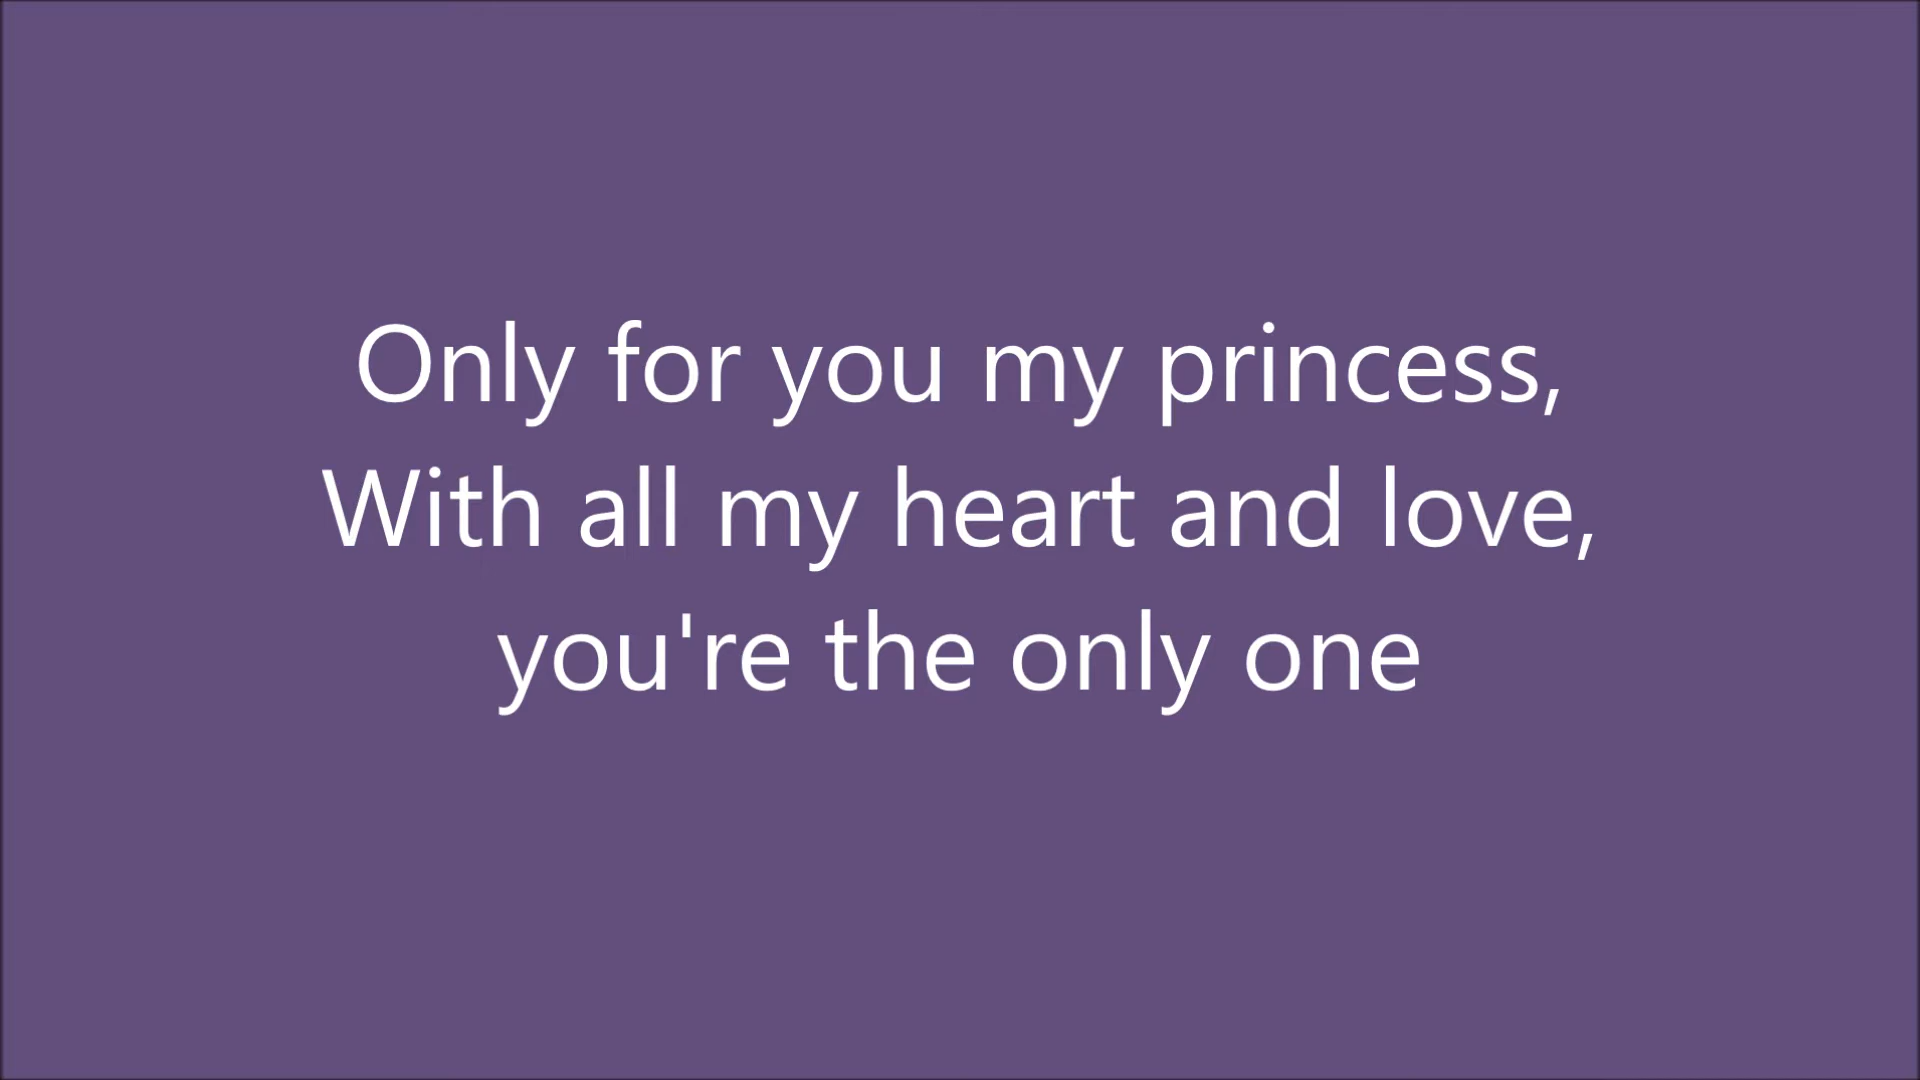 Only for you my princess,
With all my heart and love,
you're the only one